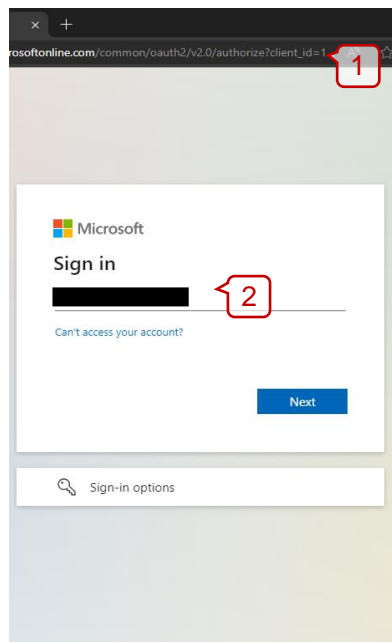 rosoftonline.com/common/oauth2/v2.0/authorize?client_id=1
1
Microsoft
Sign in
2
Can't access your account?
Next
Sign-in options